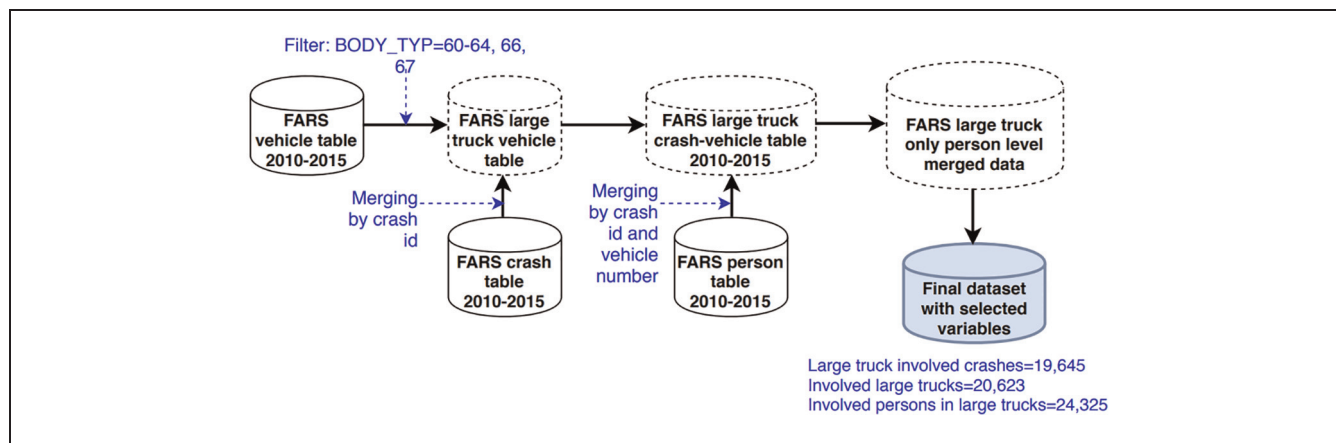 Filter: BODY_TYP=60-64, 66,
67
FARS
vehicle table
2010-2015
FARS large
truck vehicle
table
FARS large truck
crash-vehicle table
2010-2015
FARS large truck
only person level
merged data
Merging
by crash
id
FARS crash
table
2010-2015
Merging
by crash
id and
vehicle
number
FARS person
table
2010-2015
Final dataset
with selected
variables
Large truck involved crashes=19,645
Involved large trucks=20,623
Involved persons in large trucks=24,325